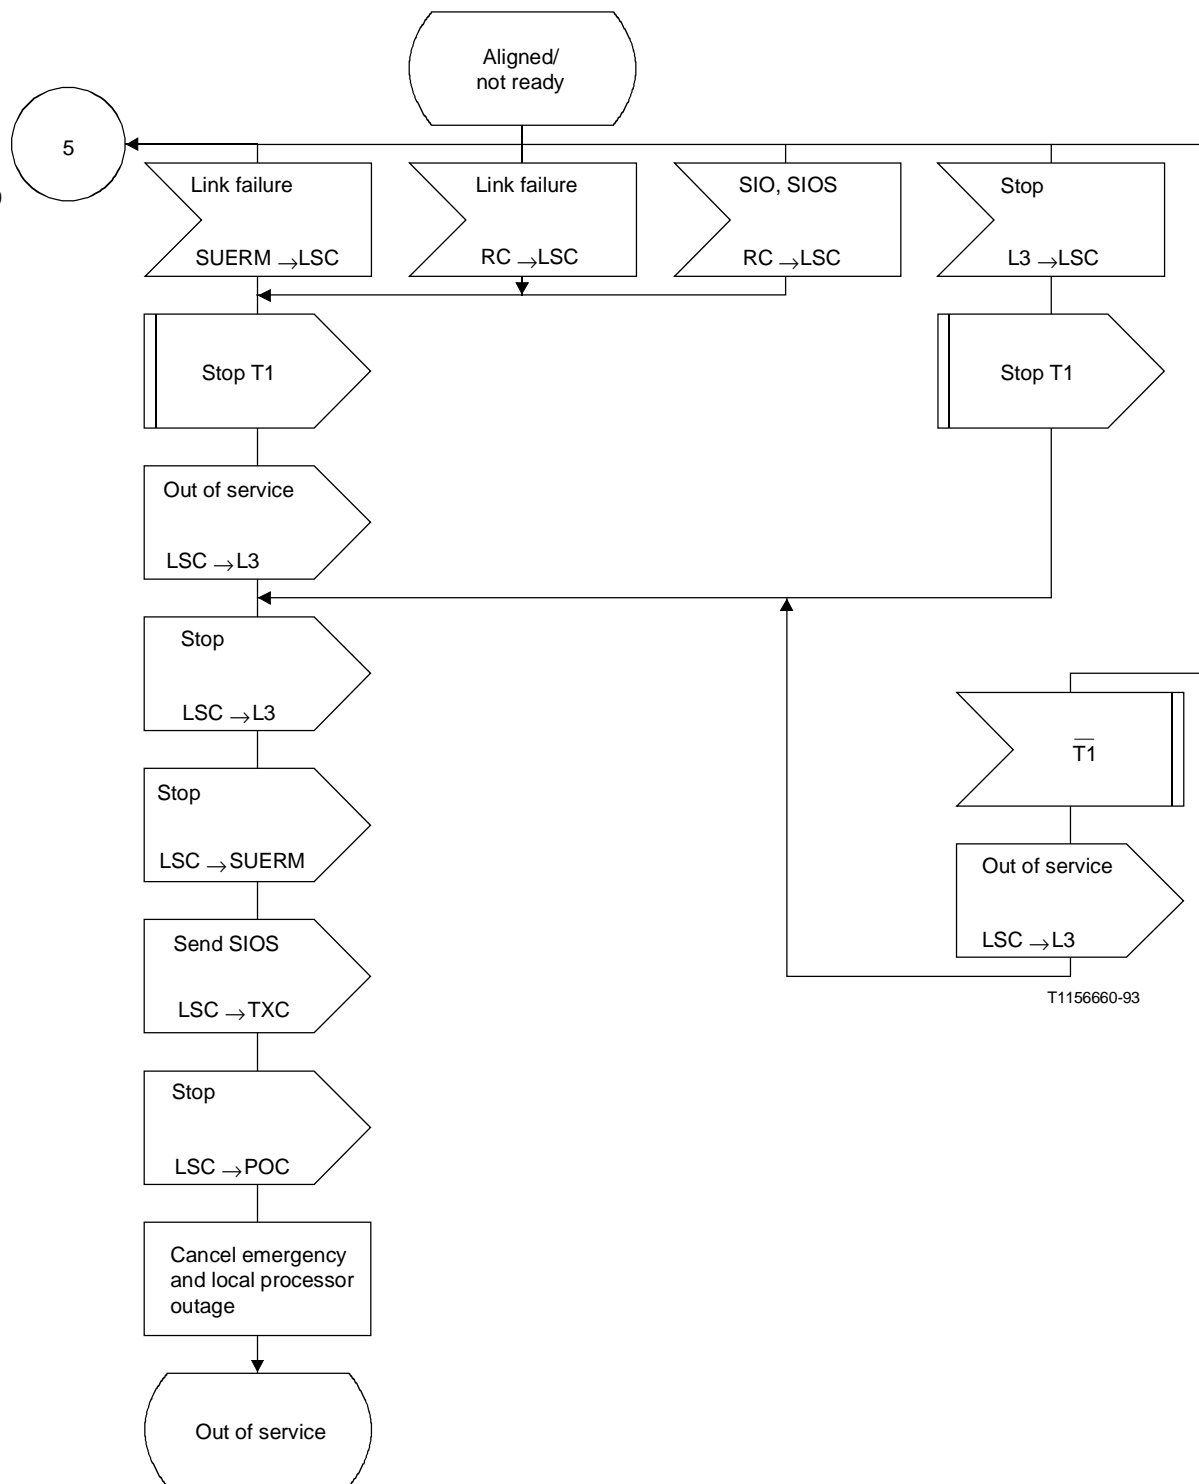 Aligned/
not ready
5
)
Link failure
SUERM →LSC
Link failure
RC →LSC
SIO, SIOS
RC →LSC
Stop
L3 →LSC
Stop T1
Stop T1
Out of service
LSC →L3
Stop
LSC →L3
T1
Stop
LSC →SUERM
Out of service
LSC →L3
Send SIOS
LSC →TXC
T1156660-93
Stop
LSC →POC
Cancel emergency
and local processor
outage
Out of service